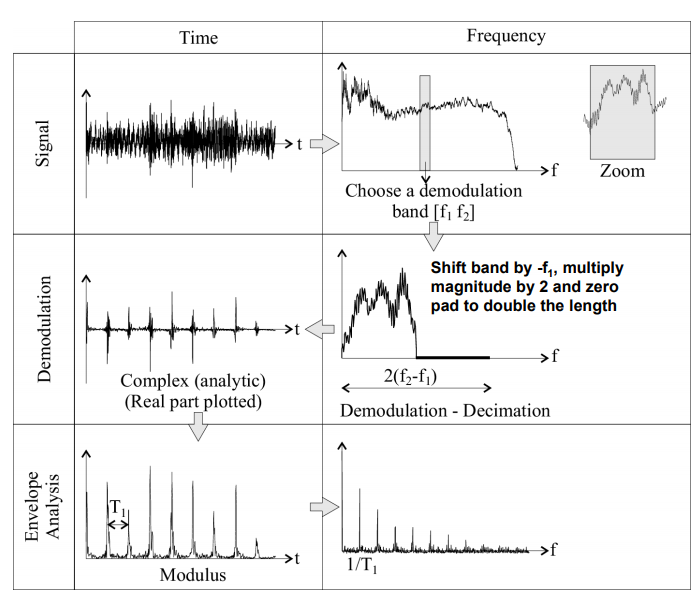 Time
Frequency
Signal
t
f
Zoom
Choose a demodulation
band [f₁ f₂]
Demodulation
t
Complex (analytic)
(Real part plotted)
Shift band by -f₁, multiply
magnitude by 2 and zero
pad to double the length
f
2(f₂-f₁)
Demodulation - Decimation
Envelope
Analysis
T₁
t
Modulus
f
1/T₁